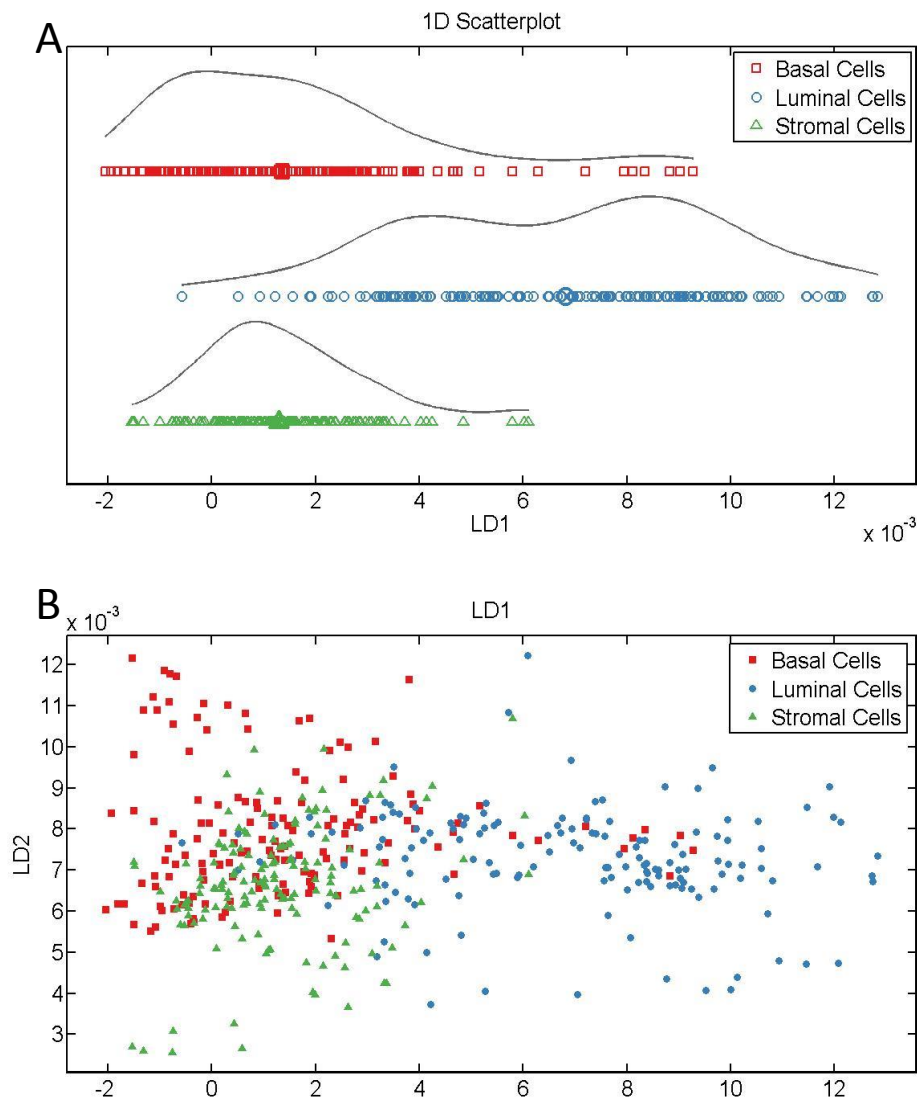 A
1D Scatterplot
Basal Cells
Luminal Cells
Stromal Cells
-2 0 2 4 6 8 10 12
LD1
x 10-3
B
x 10-3
LD1
Basal Cells
Luminal Cells
Stromal Cells
12
11
10
9
8
7
6
5
4
3
LD2
-2 0 2 4 6 8 10 12
x 10-3